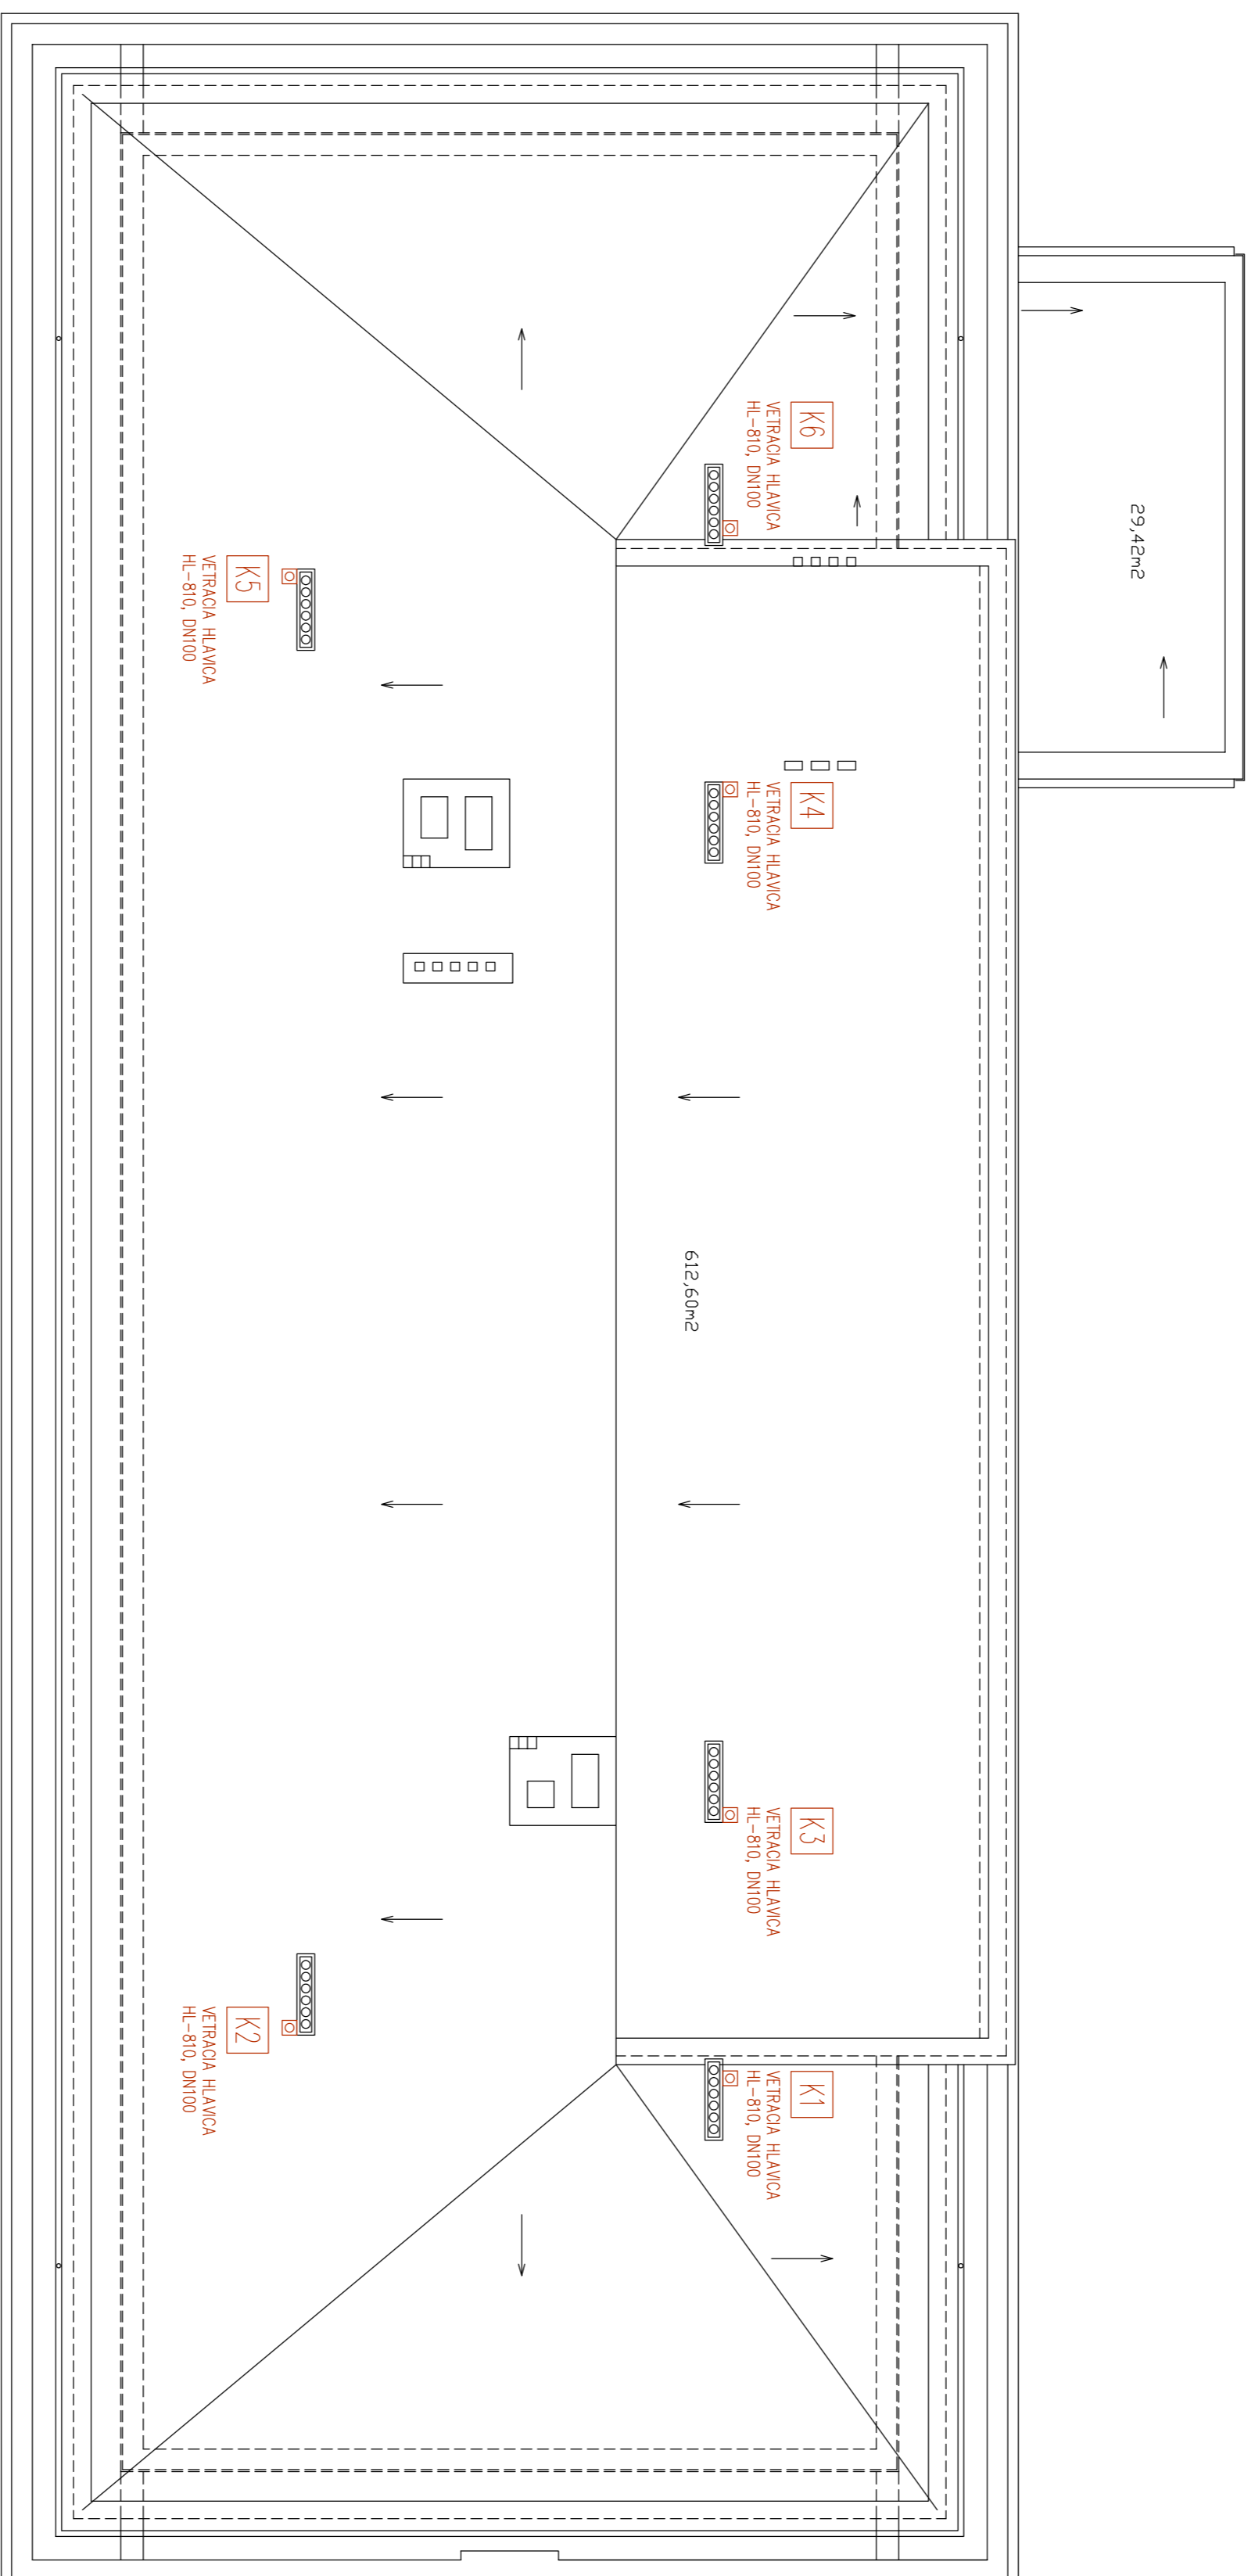 29,42m2
K6
VETRACIA HLAVICA
HL-810, DN100
K4
VETRACIA HLAVICA
HL-810, DN100
K3
VETRACIA HLAVICA
HL-810, DN100
K1
VETRACIA HLAVICA
HL-810, DN100
612,60m2
K5
VETRACIA HLAVICA
HL-810, DN100
K2
VETRACIA HLAVICA
HL-810, DN100